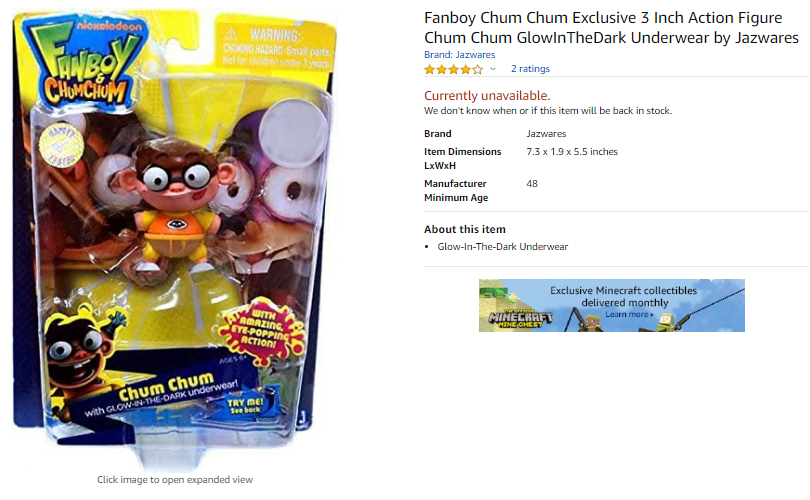 nickelodeon
FANBOY
&
CHUMCHUM
WARNING:
CHOKING HAZARD-Small parts.
Not for children under 3 years.
WITH
AMAZING,
EYE-POPPING
ACTION!
AGES 6+
Chum Chum
with GLOW-IN-THE-DARK underwear!
TRY ME!
See back
Click image to open expanded view
Fanboy Chum Chum Exclusive 3 Inch Action Figure
Chum Chum GlowInTheDark Underwear by Jazwares
Brand: Jazwares
2 ratings
Currently unavailable.
We don't know when or if this item will be back in stock.
Brand Jazwares
Item Dimensions 7.3 x 1.9 x 5.5 inches
LxWxH
Manufacturer 48
Minimum Age
About this item
• Glow-In-The-Dark Underwear
Exclusive Minecraft collectibles
delivered monthly
Learn more
THE OFFICIAL
MINECRAFT
MINE CHEST